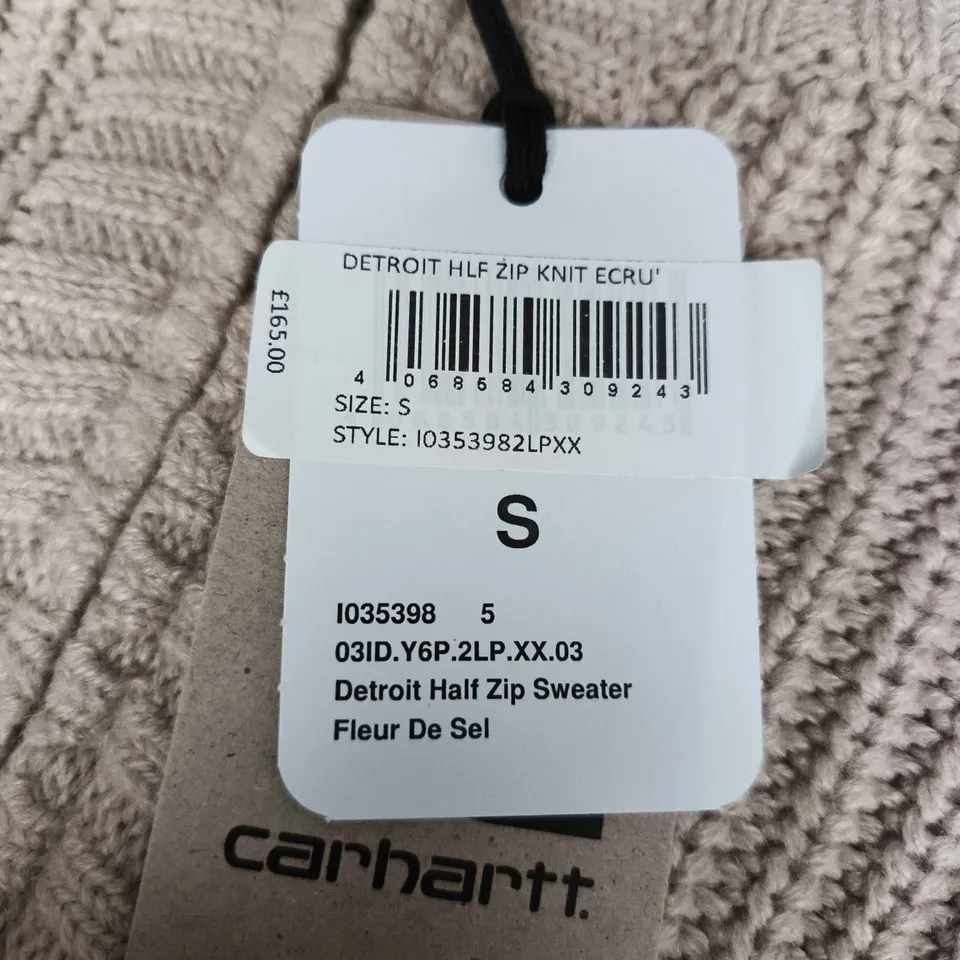 DETROIT HLF ZIP KNIT ECRU'
£165.00
4 068584 309243
SIZE: S
STYLE: I0353982LPXX
S
I035398 5
03ID.Y6P.2LP.XX.03
Detroit Half Zip Sweater
Fleur De Sel
carhartt.